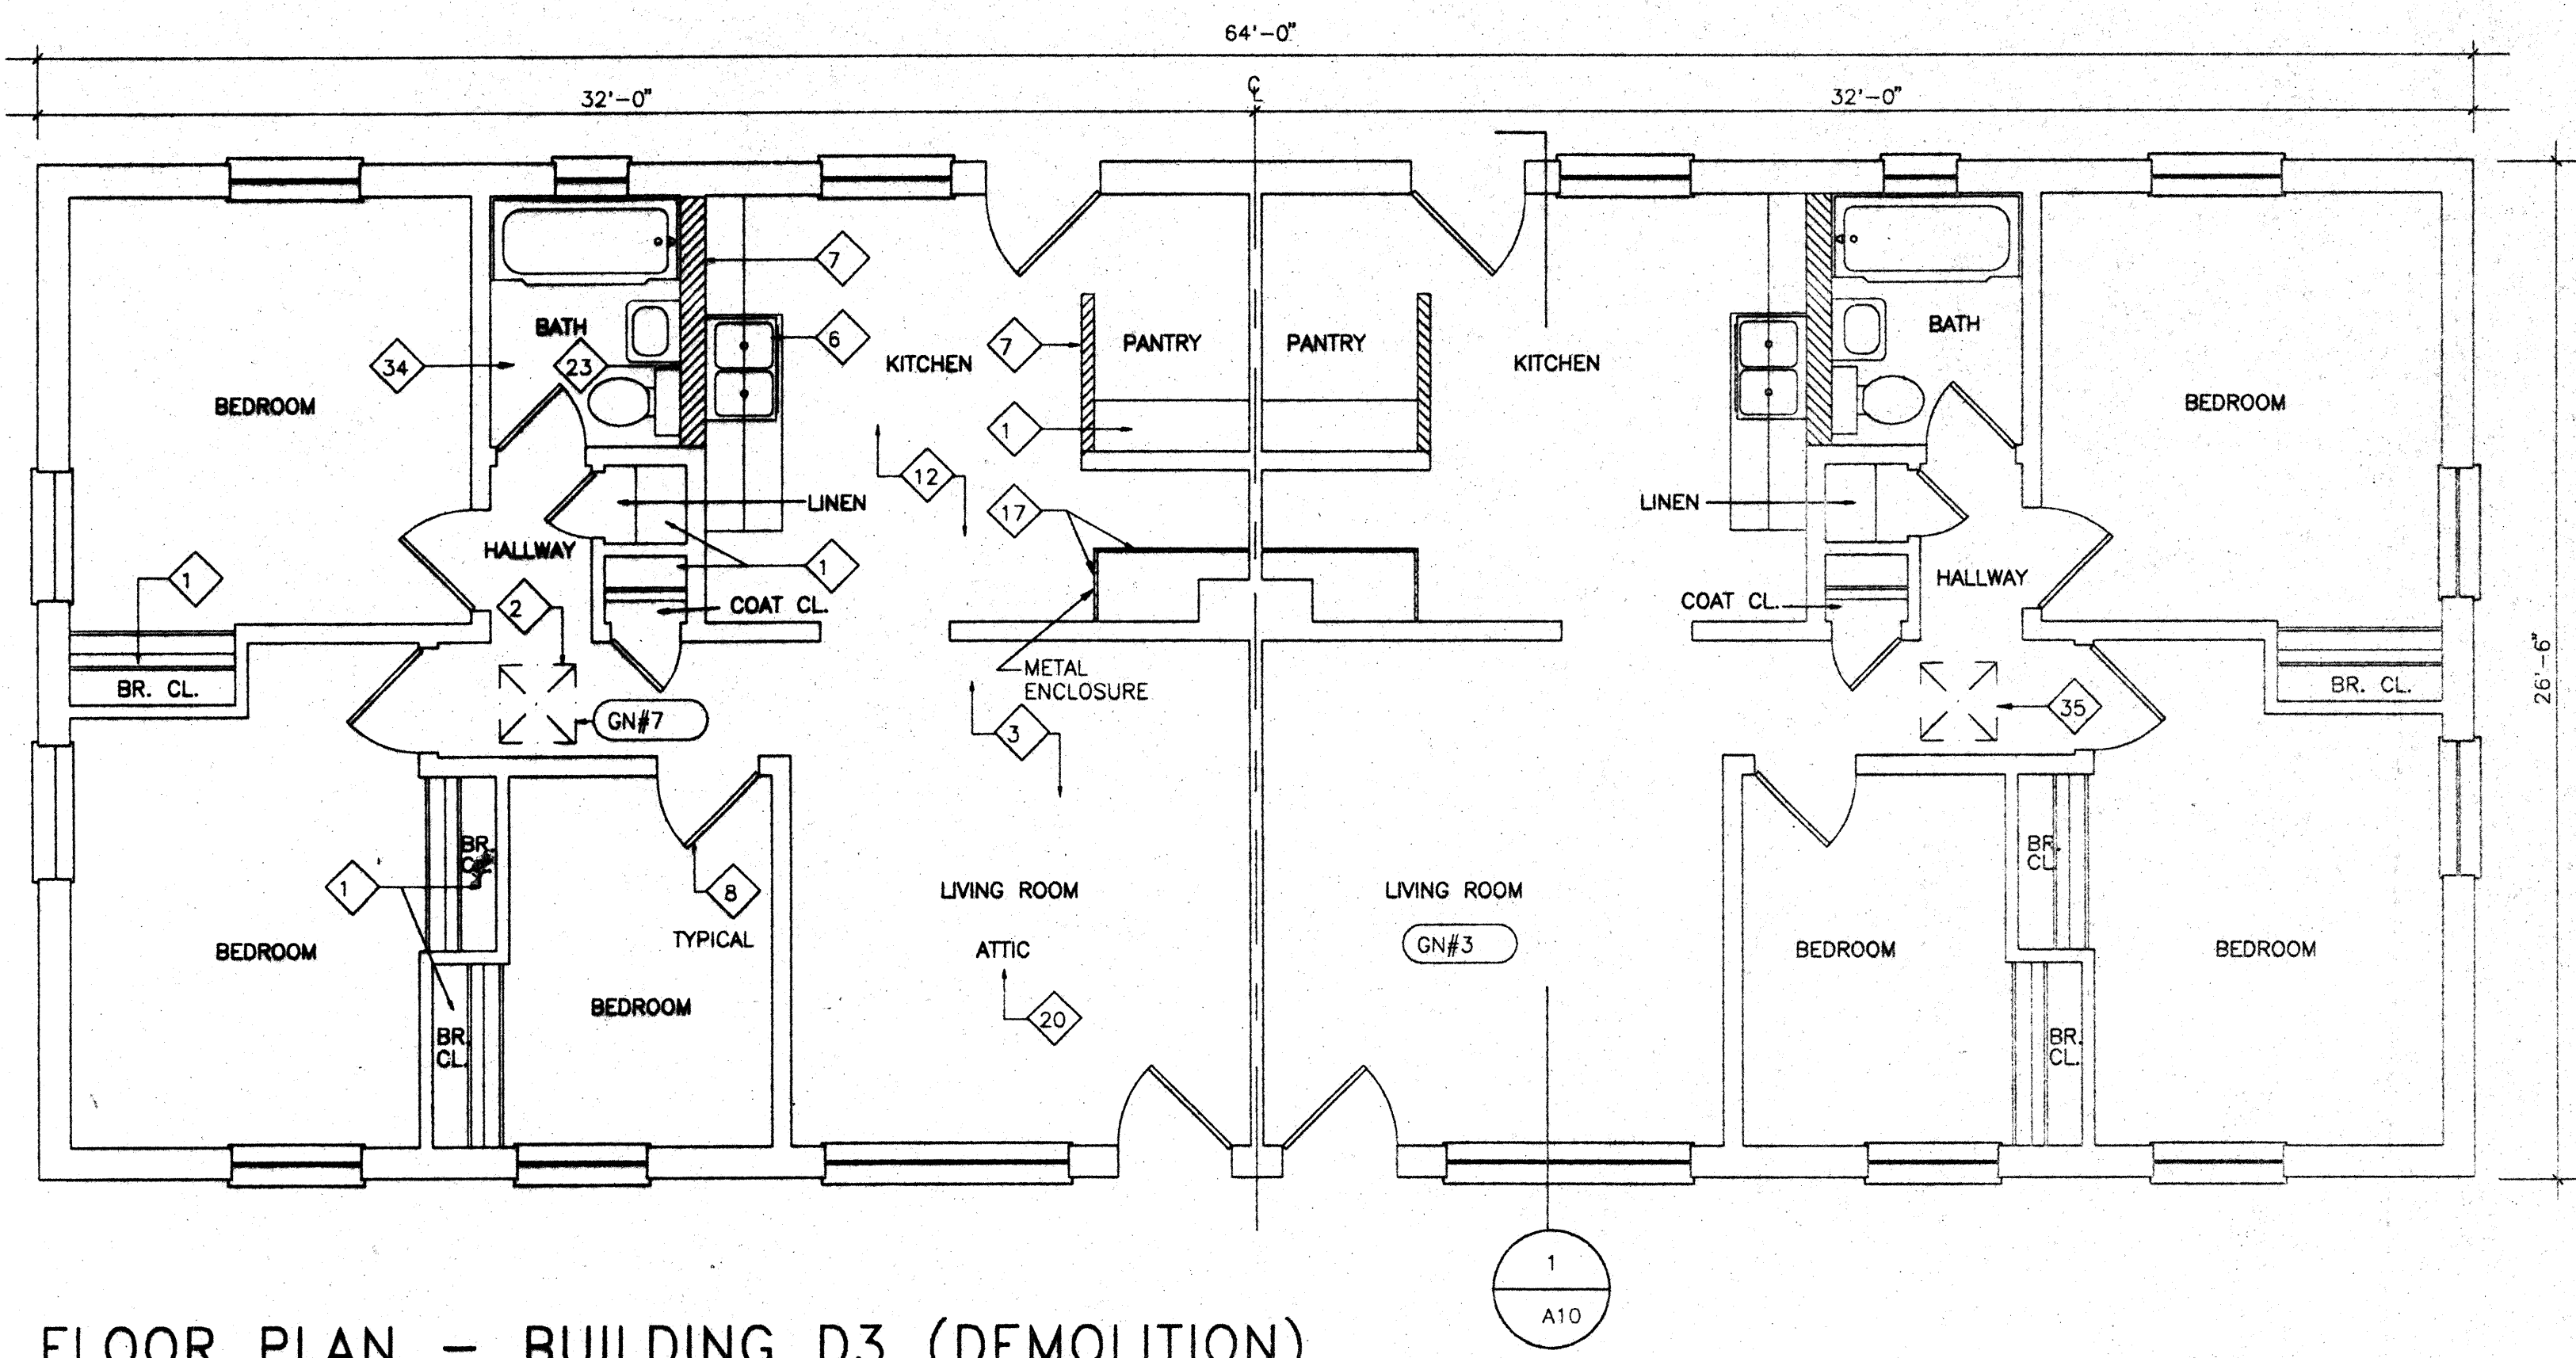 64'-0"
32'-0"
℄
32'-0"
7
BATH
6
34
23
KITCHEN
7
PANTRY
PANTRY
KITCHEN
BATH
BEDROOM
1
BEDROOM
12
LINEN
17
LINEN
HALLWAY
1
1
HALLWAY
2
COAT CL.
COAT CL.
METAL
ENCLOSURE
BR. CL.
BR. CL.
26'-6"
GN#7
3
35
BR.
CL.
BR.
CL.
1
8
LIVING ROOM
LIVING ROOM
TYPICAL
ATTIC
GN#3
BEDROOM
BEDROOM
BEDROOM
BEDROOM
20
BR.
CL.
BR.
CL.
1
A10
FLOOR PLAN - BUILDING D3 (DEMOLITION)